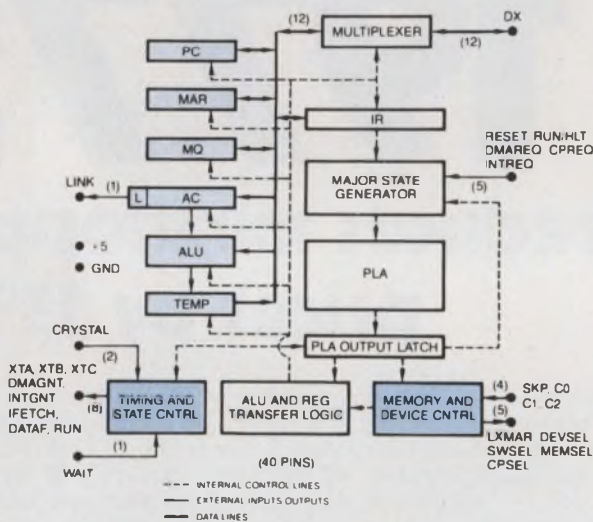 (12)
MULTIPLEXER
DX
(12)
PC
MAR
IR
MQ
RESET RUN/HLT
DMAREQ CPREQ
INTREQ
(5)
MAJOR STATE
GENERATOR
LINK
(1)
L
AC
+5
GND
ALU
PLA
TEMP
CRYSTAL
(2)
PLA OUTPUT LATCH
XTA, XTB, XTC
DMAGNT,
INTGNT
IFETCH,
DATAF, RUN
(8)
TIMING AND
STATE CNTRL
ALU AND REG
TRANSFER LOGIC
MEMORY AND
DEVICE CNTRL
(4)
SKP, C0
C1, C2
(5)
LXMAR DEVSEL
SWSEL MEMSEL
CPSEL
WAIT
(1)
(40 PINS)
INTERNAL CONTROL LINES
EXTERNAL INPUTS OUTPUTS
DATA LINES